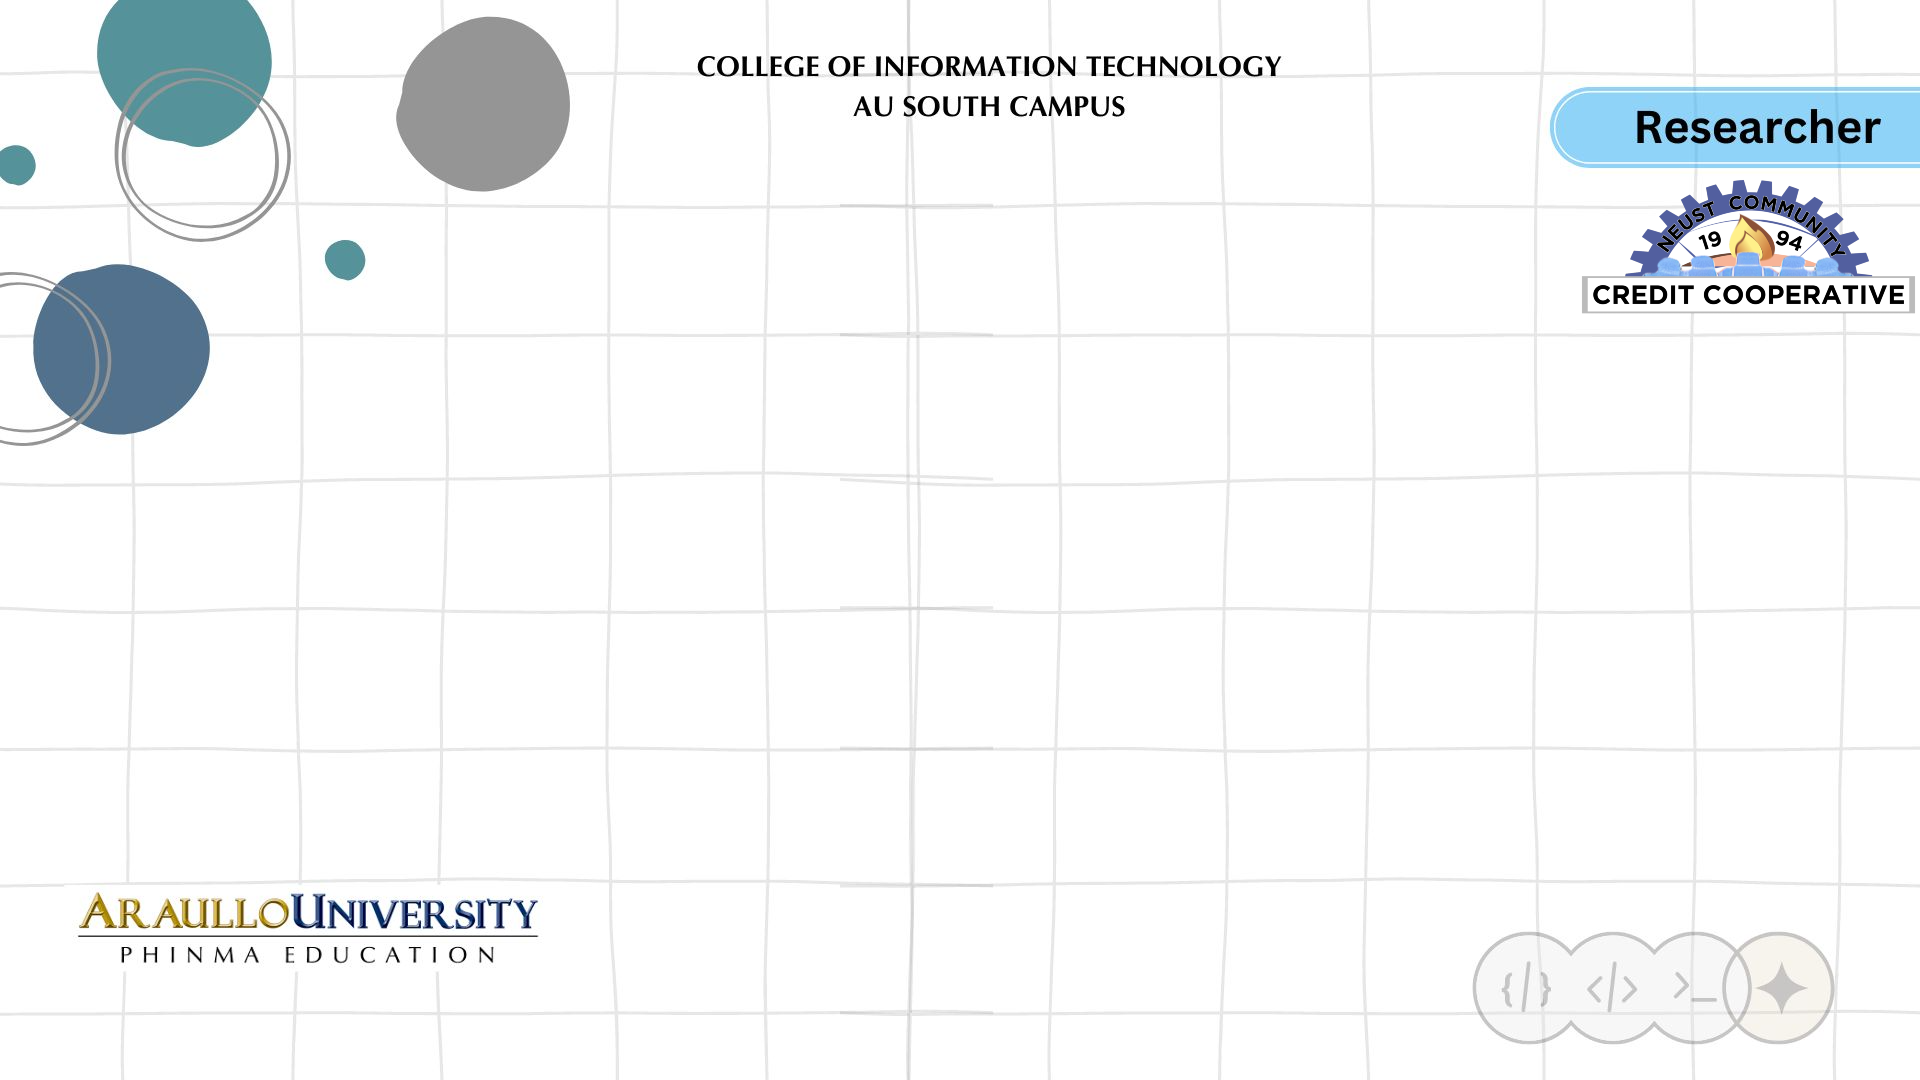 COLLEGE OF INFORMATION TECHNOLOGY
AU SOUTH CAMPUS
Researcher
NEUST COMMUNITY
19 94
CREDIT COOPERATIVE
ARAULLO UNIVERSITY
PHINMA EDUCATION
{/} </> >_